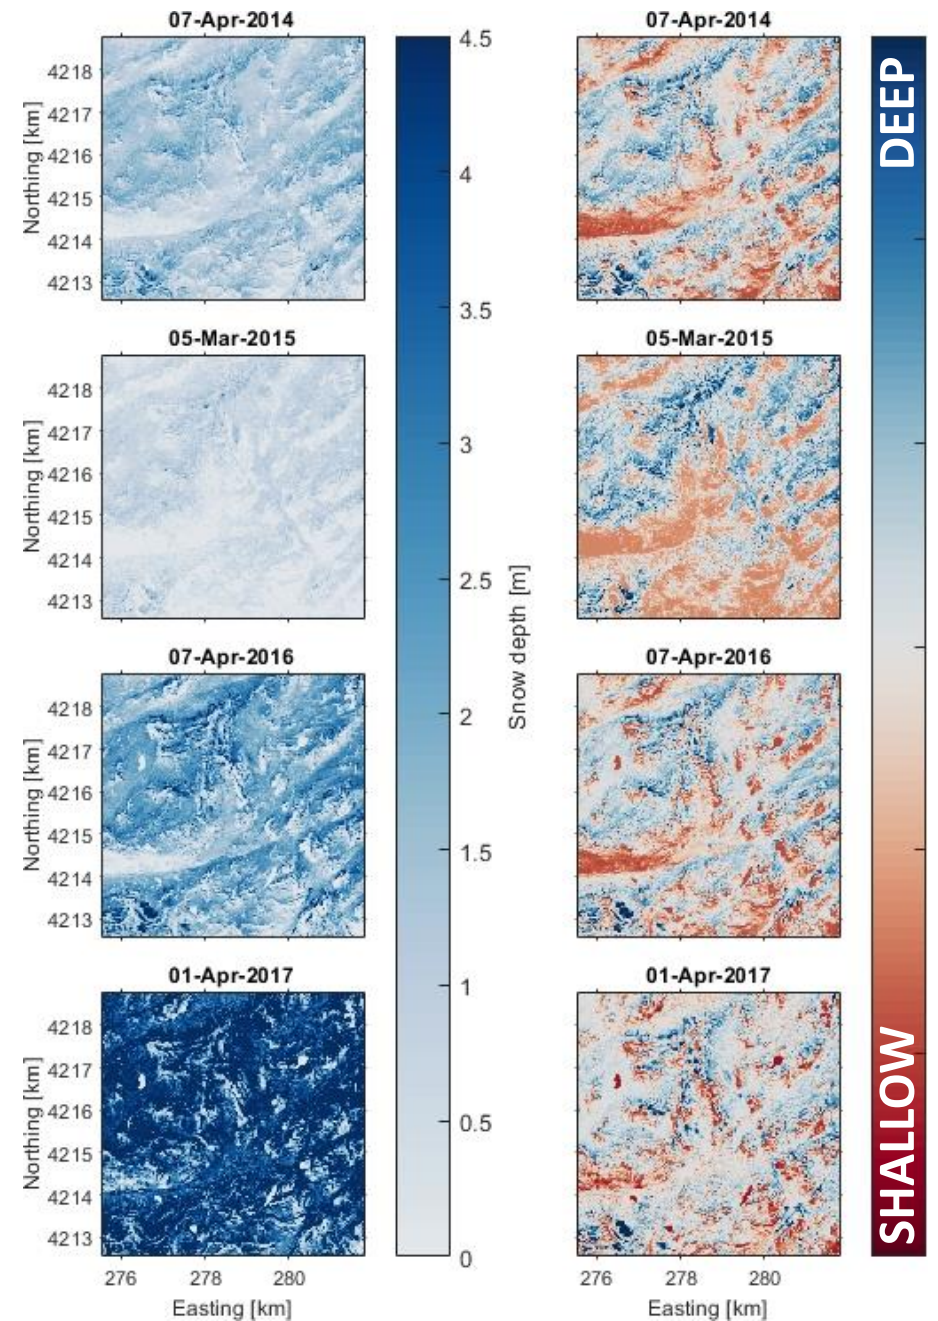 07-Apr-2014
07-Apr-2014
4218
4217
4216
4215
4214
4213
Northing [km]
05-Mar-2015
05-Mar-2015
4218
4217
4216
4215
4214
4213
Northing [km]
07-Apr-2016
07-Apr-2016
4218
4217
4216
4215
4214
4213
Northing [km]
01-Apr-2017
01-Apr-2017
4218
4217
4216
4215
4214
4213
Northing [km]
276 278 280
Easting [km]
4.5
4
3.5
3
2.5
2
1.5
1
0.5
0
Snow depth [m]
276 278 280
Easting [km]
DEEP
SHALLOW